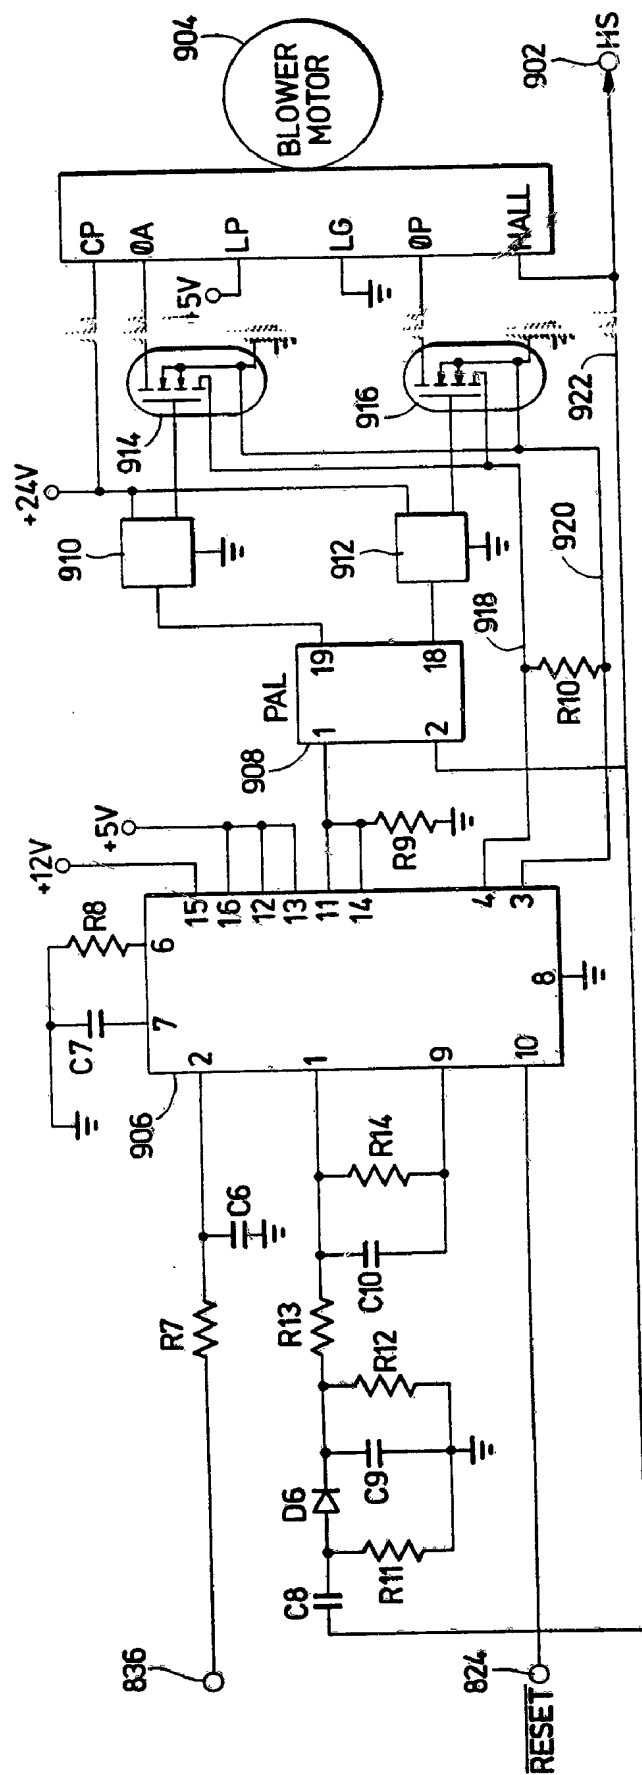 904
BLOWER
MOTOR
902
HS
CP
ØA
LP
LG
ØP
HALL
+5V
914
916
922
+24V
910
912
918
920
R10
PAL
19
18
1
2
908
+12V
+5V
R9
R8
C7
6
7
15
16
12
13
11
14
4
3
8
2
1
9
10
906
C6
R14
C10
R7
R13
R12
C9
D6
R11
C8
836
824
RESET